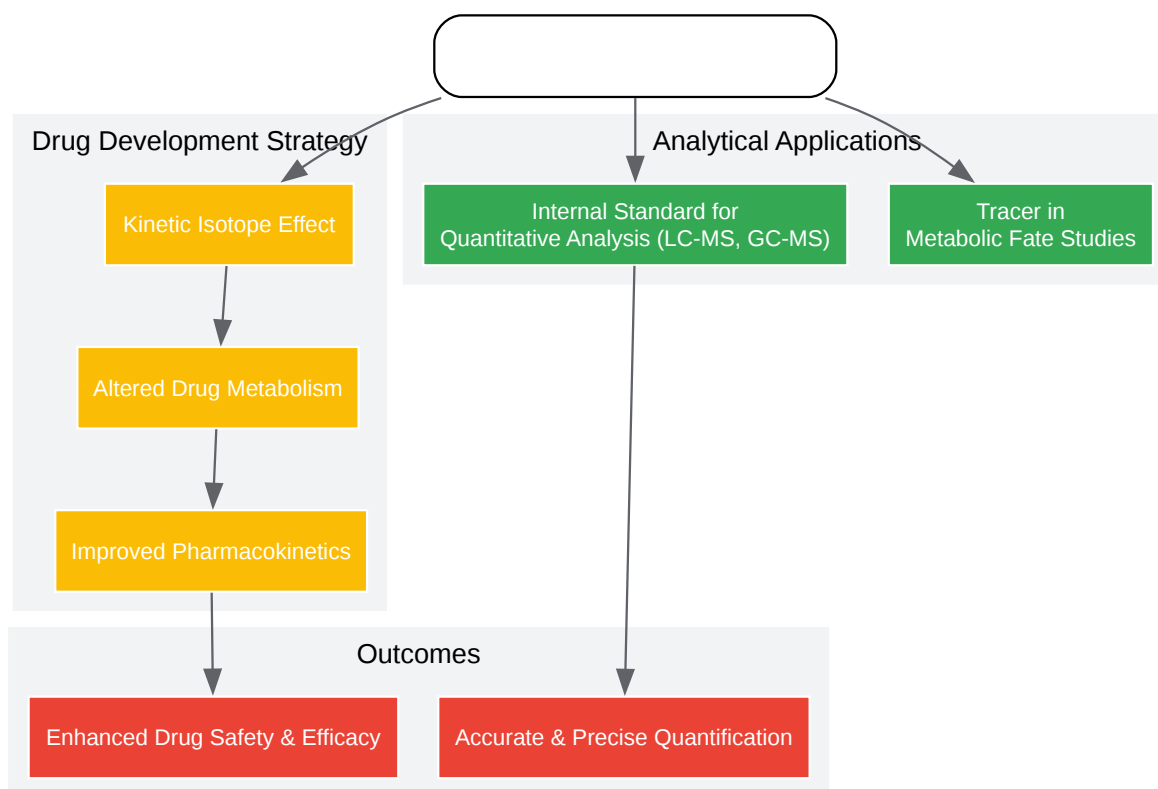 Drug Development Strategy
Analytical Applications
Kinetic Isotope Effect
Internal Standard for
Quantitative Analysis (LC-MS, GC-MS)
Tracer in
Metabolic Fate Studies
Altered Drug Metabolism
Improved Pharmacokinetics
Outcomes
Enhanced Drug Safety & Efficacy
Accurate & Precise Quantification